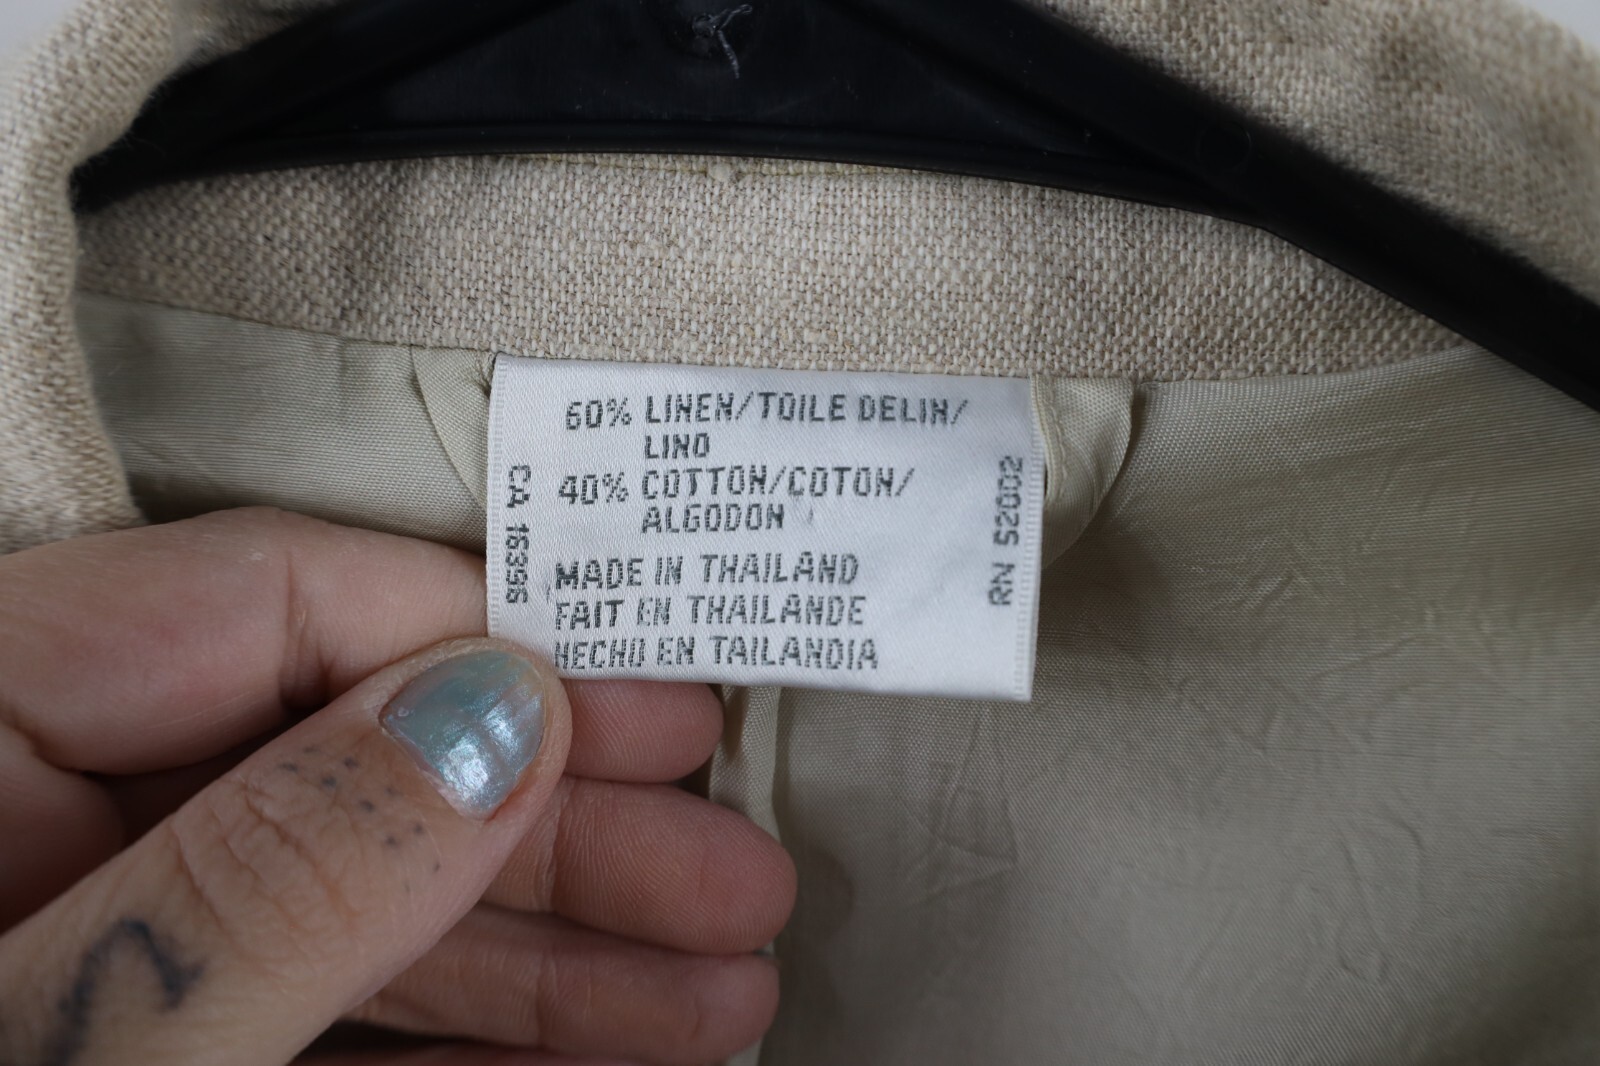 60% LINEN/TOILE DELIN/
LINO
40% COTTON/COTON/
ALGODON
MADE IN THAILAND
FAIT EN THAILANDE
HECHO EN TAILANDIA
CA 16396
RN 52002